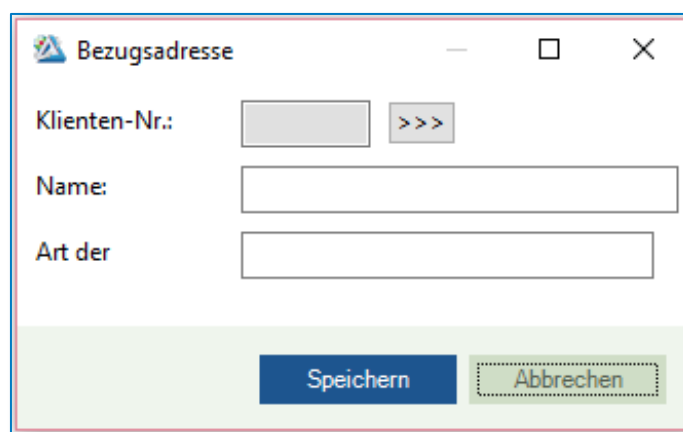 Bezugsadresse
Klienten-Nr.: >>>
Name:
Art der
Speichern Abbrechen